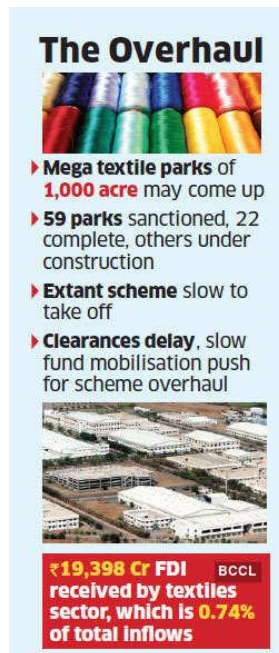 The Overhaul
Mega textile parks of
1,000 acre may come up
59 parks sanctioned, 22
complete, others under
construction
Extant scheme slow to
take off
Clearances delay, slow
fund mobilisation push
for scheme overhaul
₹19,398 Cr FDI
BCCL
received by textiles
sector, which is 0.74%
of total inflows